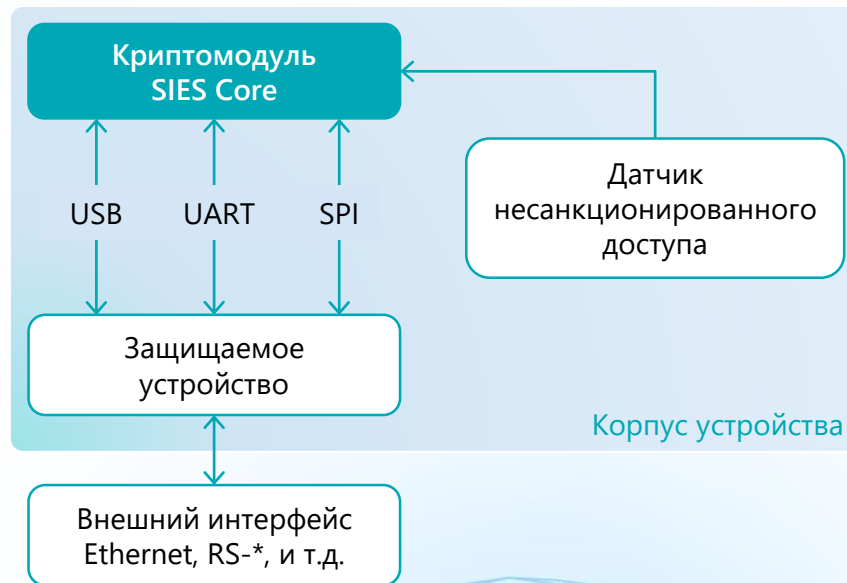 Криптомодуль
SIES Core
Датчик
несанкционированного
доступа
USB
UART
SPI
Защищаемое
устройство
Корпус устройства
Внешний интерфейс
Ethernet, RS-*, и т.д.